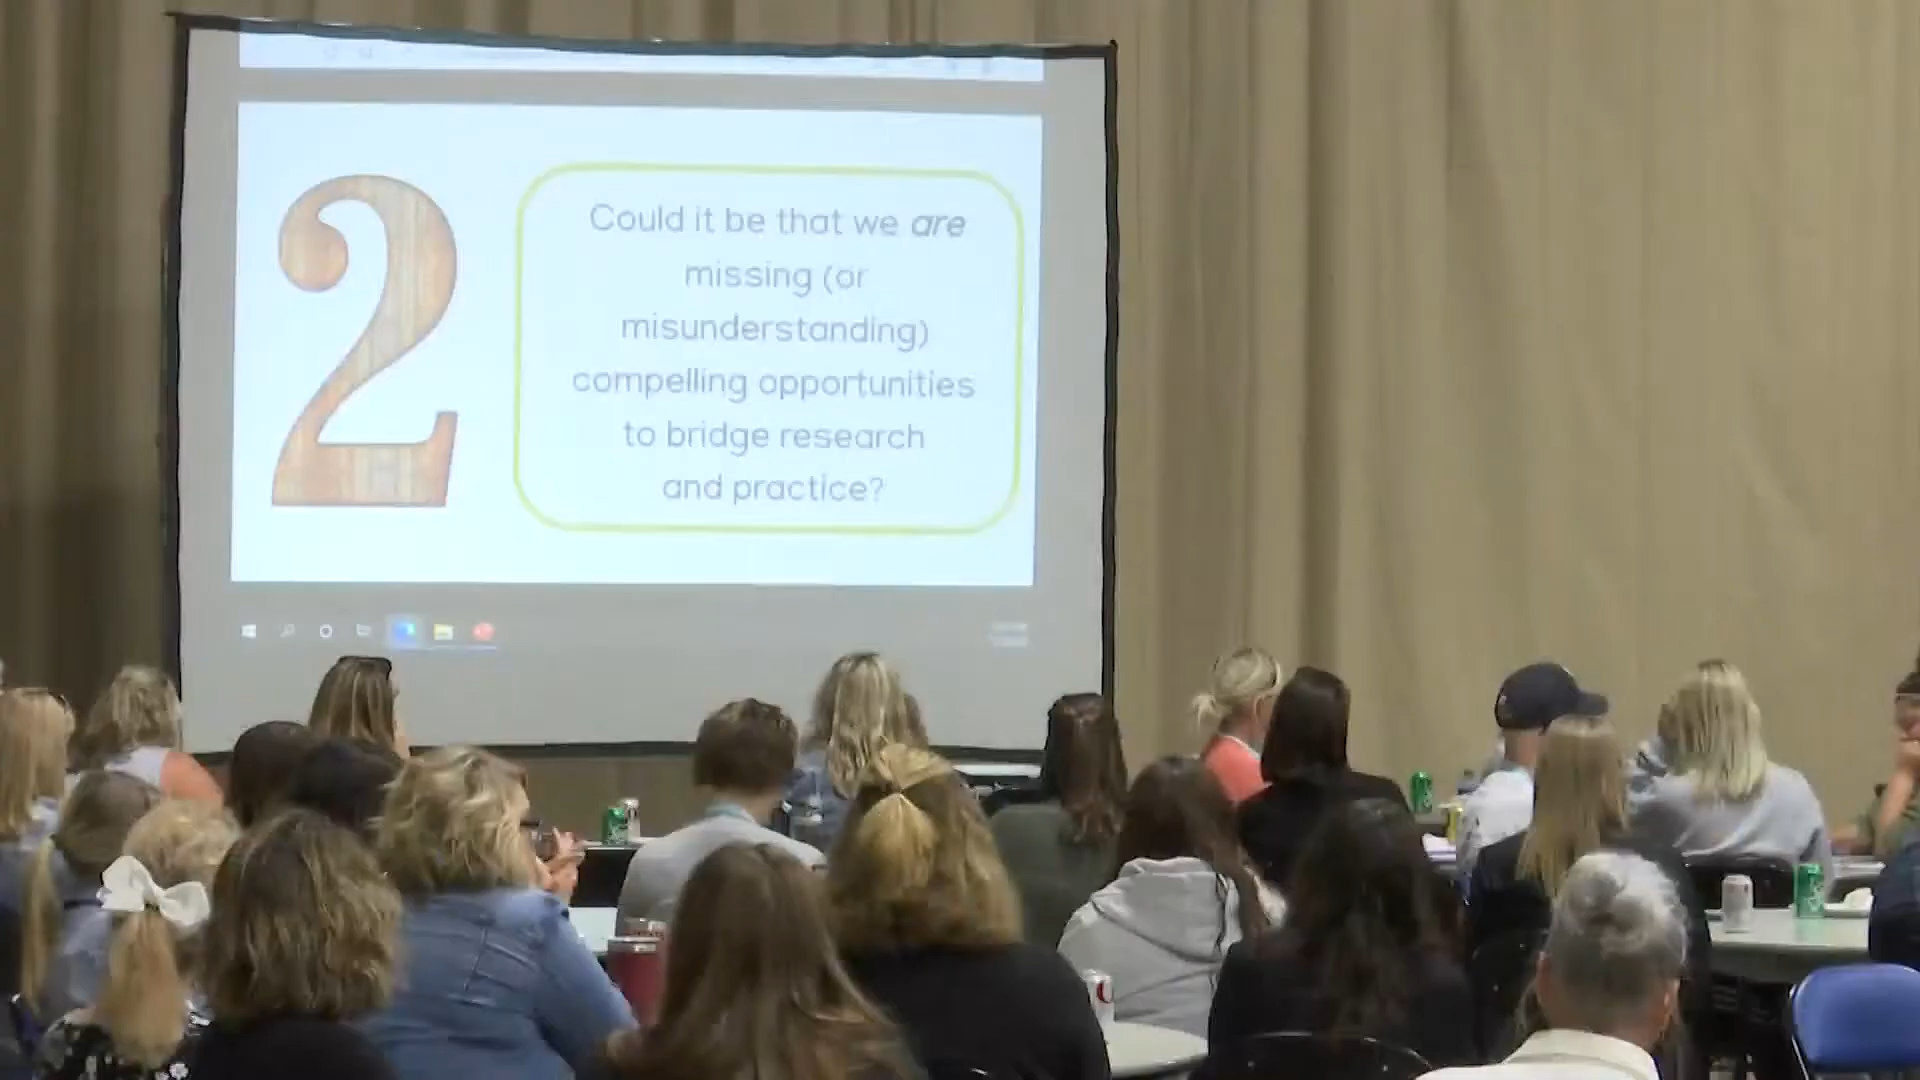 2
Could it be that we are
missing (or
misunderstanding)
compelling opportunities
to bridge research
and practice?